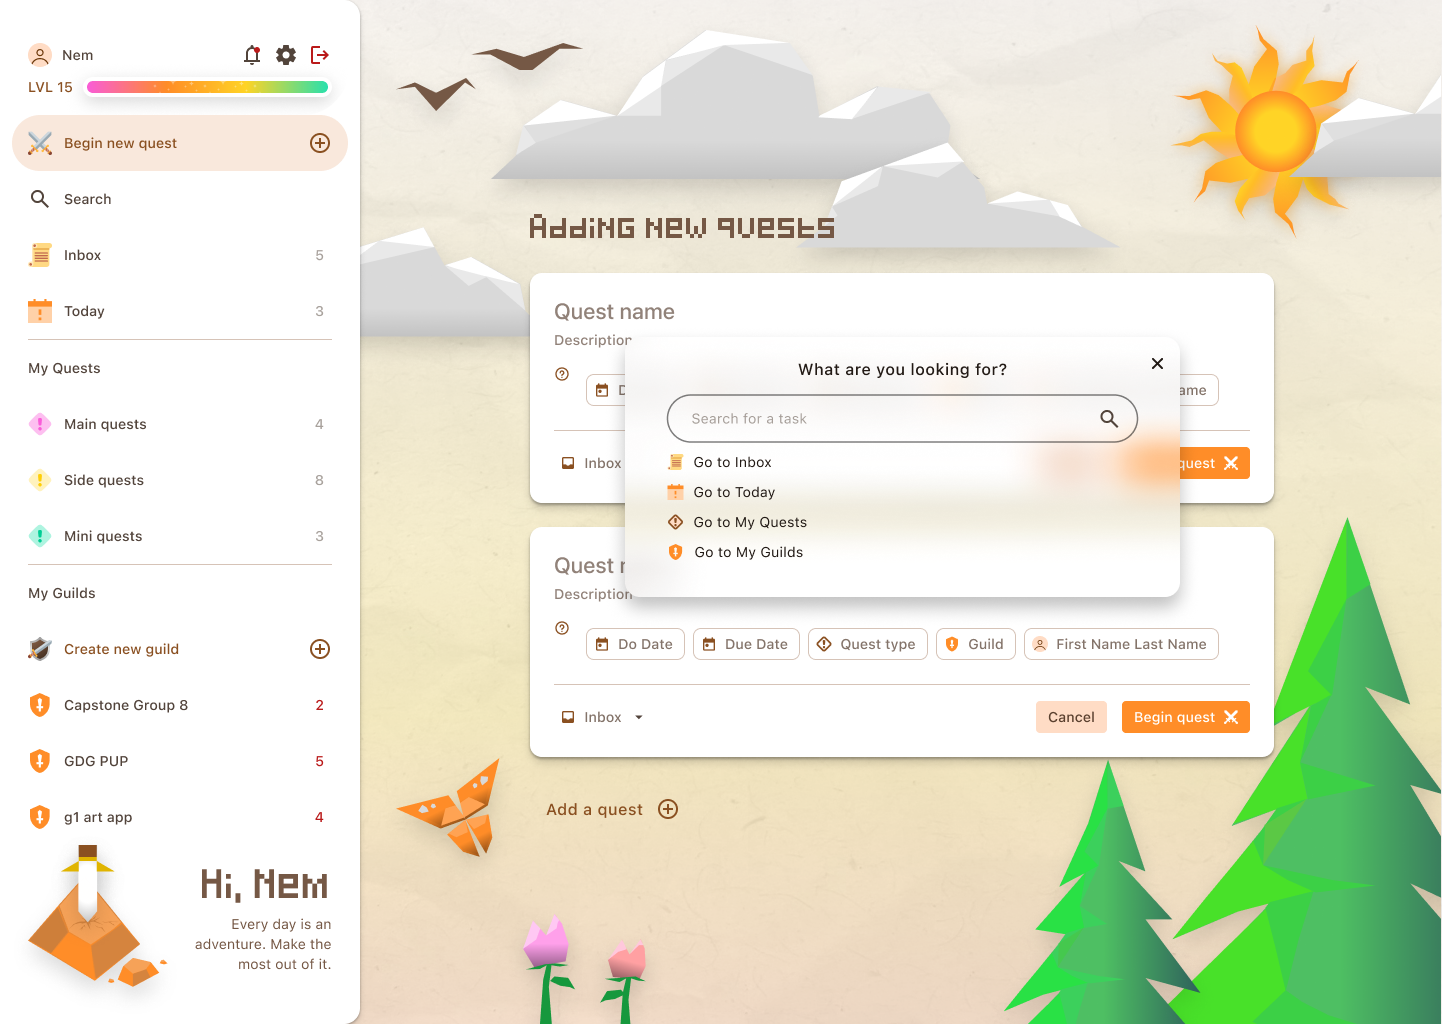 Nem
LVL 15
Begin new quest
Search
Inbox 5
Today 3
My Quests
Main quests 4
Side quests 8
Mini quests 3
My Guilds
Create new guild
Capstone Group 8 2
GDG PUP 5
g1 art app 4
Hi, Nem
Every day is an
adventure. Make the
most out of it.
Adding new quests
Quest name
Description
What are you looking for?
Search for a task
Go to Inbox
Go to Today
Go to My Quests
Go to My Guilds
Inbox
quest
Quest
Description
Do Date
Due Date
Quest type
Guild
First Name Last Name
Inbox
Cancel
Begin quest
Add a quest